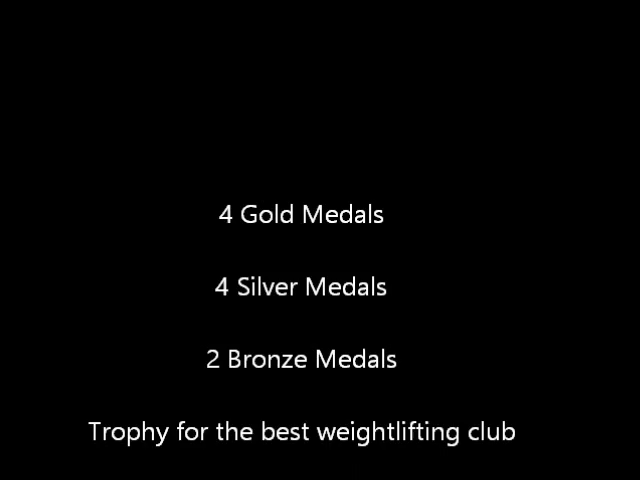 4 Gold Medals
4 Silver Medals
2 Bronze Medals
Trophy for the best weightlifting club